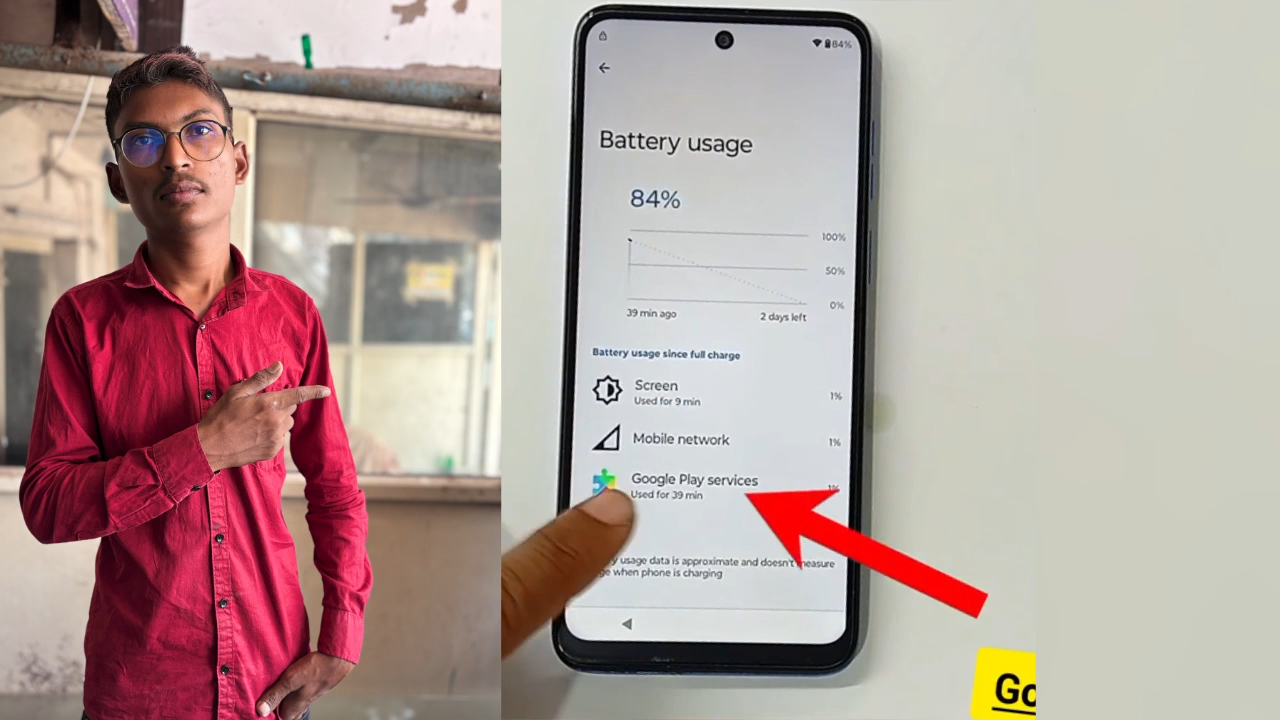 84%
Battery usage
84%
100%
50%
0%
39 min ago
2 days left
Battery usage since full charge
Screen
Used for 9 min
1%
Mobile network
1%
Google Play services
Used for 39 min
1%
usage data is approximate and doesn't measure
when phone is charging
Go